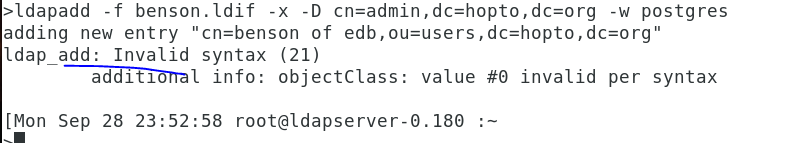 >ldapadd -f benson.ldif -x -D cn=admin,dc=hopto,dc=org -w postgres
adding new entry "cn=benson of edb,ou=users,dc=hopto,dc=org"
ldap_add: Invalid syntax (21)
additional info: objectClass: value #0 invalid per syntax
[Mon Sep 28 23:52:58 root@ldapserver-0.180 :~
>